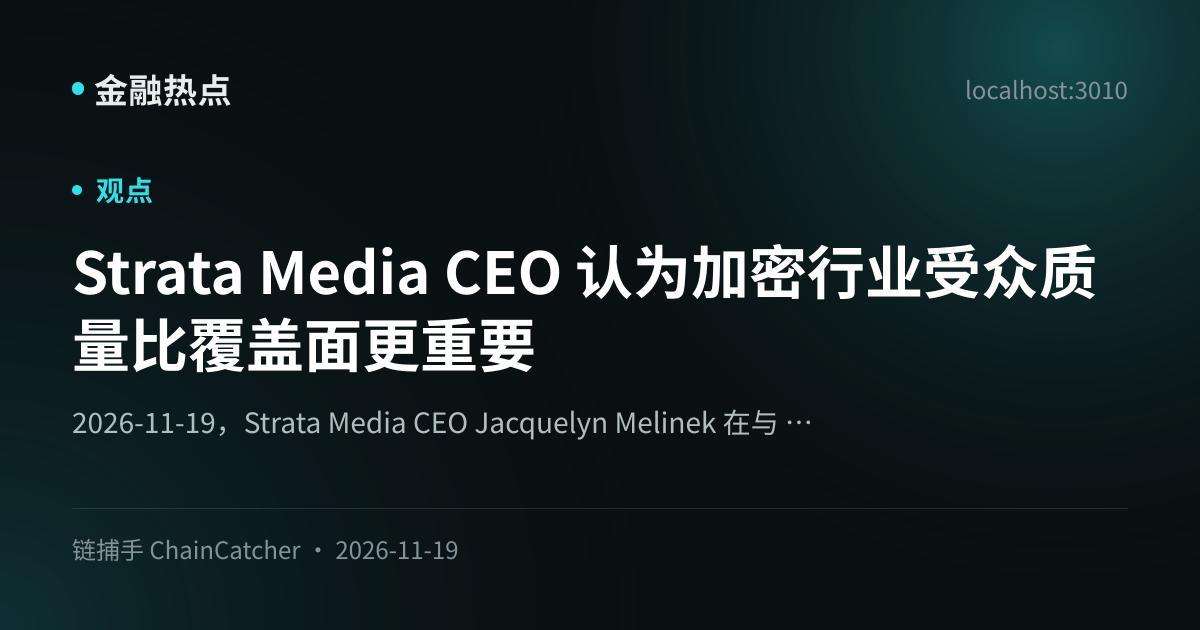 金融热点
localhost:3010
观点
Strata Media CEO 认为加密行业受众质
量比覆盖面更重要
2026-11-19，Strata Media CEO Jacquelyn Melinek 在与 …
链捕手 ChainCatcher • 2026-11-19